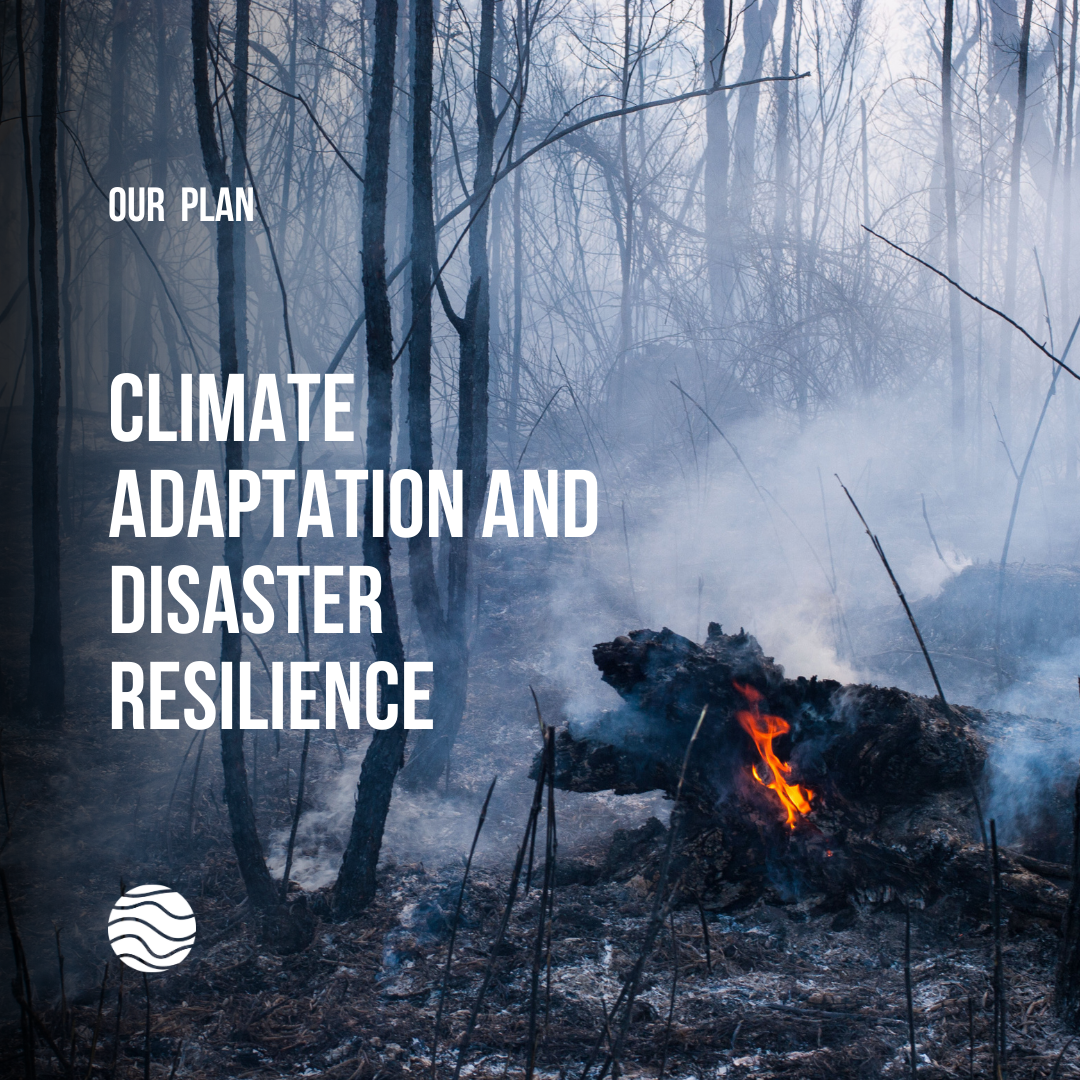 OUR PLAN
CLIMATE
ADAPTATION AND
DISASTER
RESILIENCE